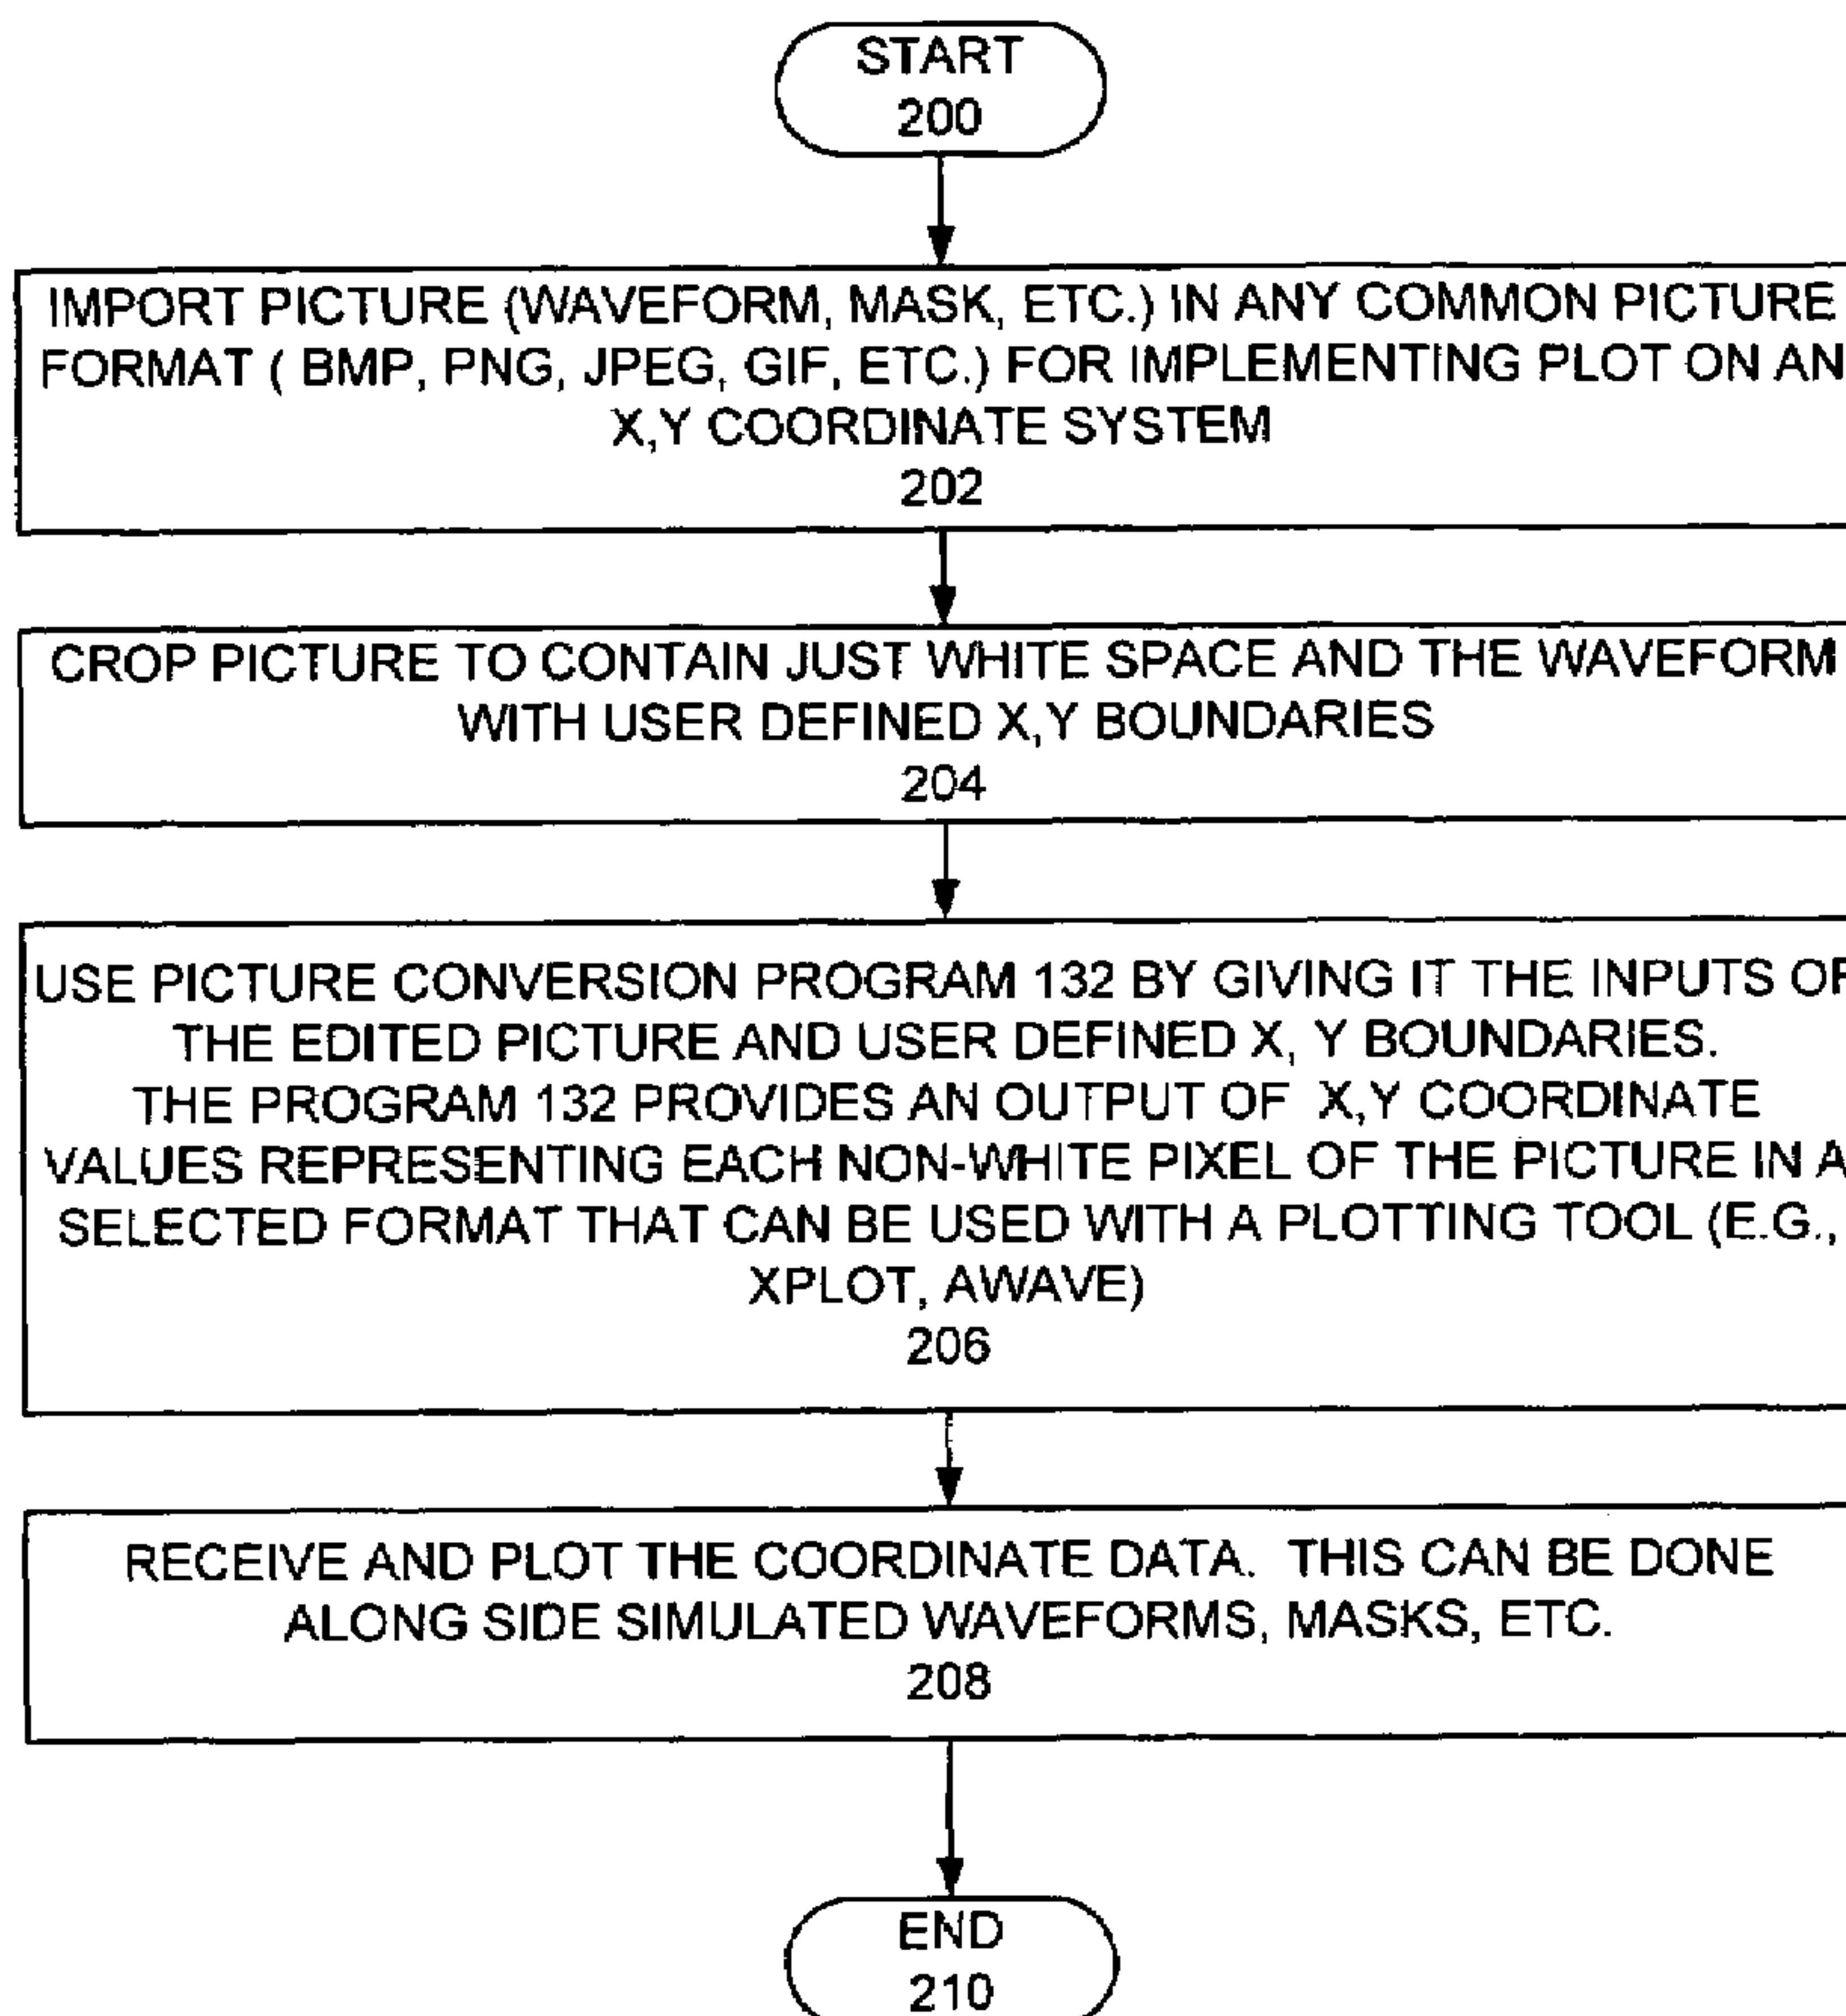 START
200
IMPORT PICTURE (WAVEFORM, MASK, ETC.) IN ANY COMMON PICTURE
FORMAT ( BMP, PNG, JPEG, GIF, ETC.) FOR IMPLEMENTING PLOT ON AN
X,Y COORDINATE SYSTEM
202
CROP PICTURE TO CONTAIN JUST WHITE SPACE AND THE WAVEFORM
WITH USER DEFINED X,Y BOUNDARIES
204
USE PICTURE CONVERSION PROGRAM 132 BY GIVING IT THE INPUTS OF
THE EDITED PICTURE AND USER DEFINED X, Y BOUNDARIES.
THE PROGRAM 132 PROVIDES AN OUTPUT OF X,Y COORDINATE
VALUES REPRESENTING EACH NON-WHITE PIXEL OF THE PICTURE IN A
SELECTED FORMAT THAT CAN BE USED WITH A PLOTTING TOOL (E.G.,
XPLOT, AWAVE)
206
RECEIVE AND PLOT THE COORDINATE DATA. THIS CAN BE DONE
ALONG SIDE SIMULATED WAVEFORMS, MASKS, ETC.
208
END
210